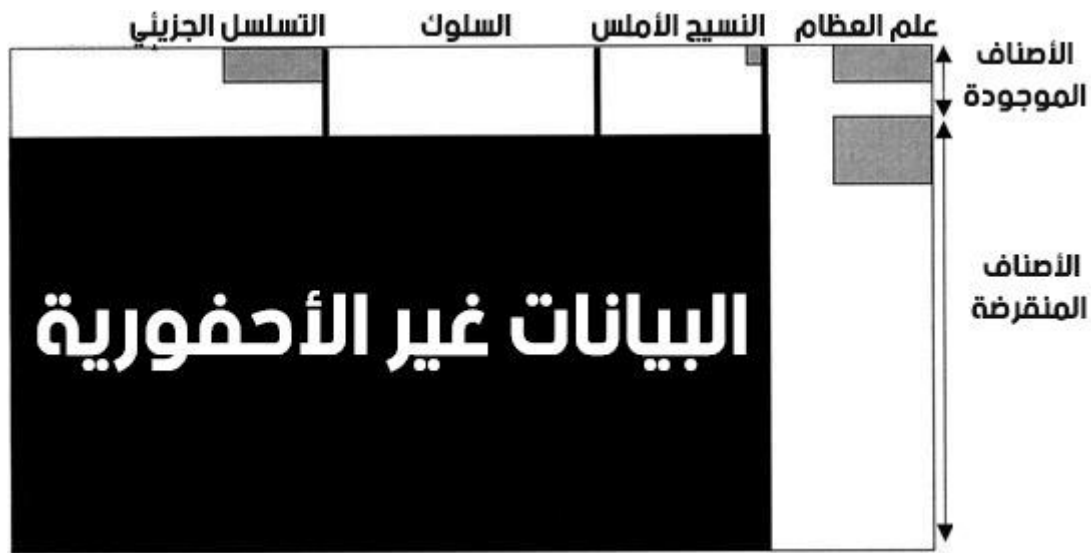 علم العظام
النسيج الأملس
السلوك
التسلسل الجزيئي
الأصناف
الموجودة
الأصناف
المنقرضة
البيانات غير الأحفورية